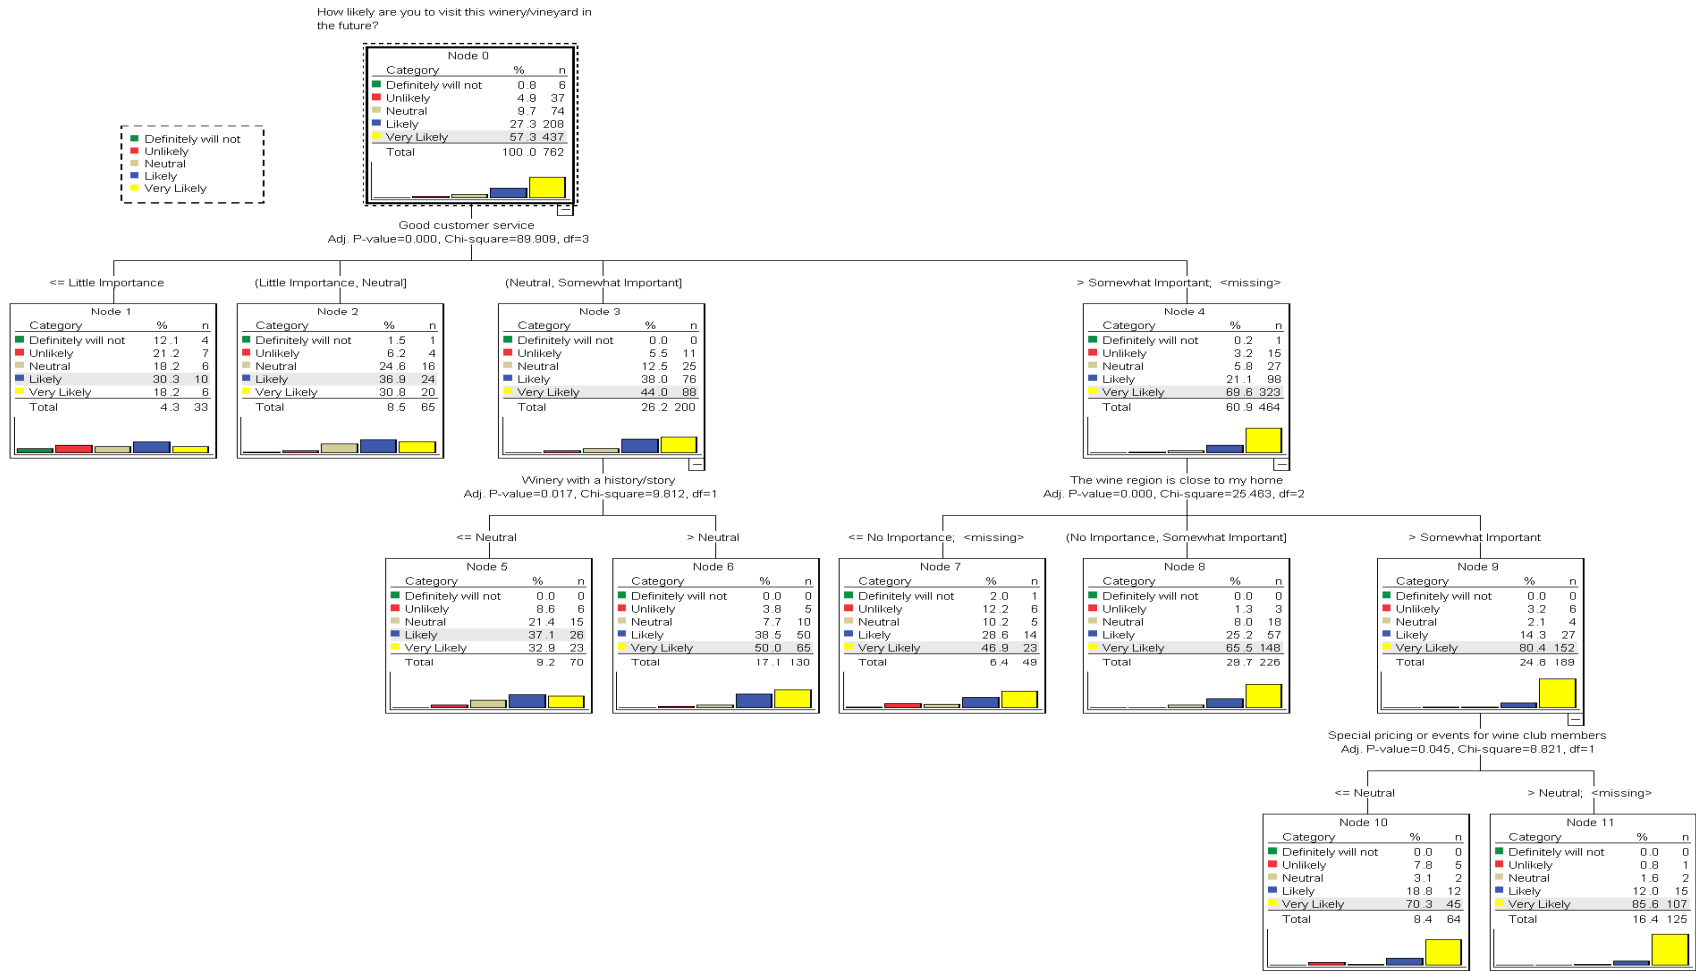 How likely are you to visit this winery/vineyard in
the future?
Node 0
Category % n
Definitely will not 0.8 6
Unlikely 4.9 37
Neutral 9.7 74
Likely 27.3 208
Very Likely 57.3 437
Total 100.0 762
Definitely will not
Unlikely
Neutral
Likely
Very Likely
Good customer service
Adj. P-value=0.000, Chi-square=89.909, df=3
<= Little Importance
(Little Importance, Neutral]
(Neutral, Somewhat Important]
> Somewhat Important; <missing>
Node 1
Category % n
Definitely will not 12.1 4
Unlikely 21.2 7
Neutral 18.2 6
Likely 30.3 10
Very Likely 18.2 6
Total 4.3 33
Node 2
Category % n
Definitely will not 1.5 1
Unlikely 6.2 4
Neutral 24.6 16
Likely 36.9 24
Very Likely 30.8 20
Total 8.5 65
Node 3
Category % n
Definitely will not 0.0 0
Unlikely 5.5 11
Neutral 12.5 25
Likely 38.0 76
Very Likely 44.0 88
Total 26.2 200
Node 4
Category % n
Definitely will not 0.2 1
Unlikely 3.2 15
Neutral 5.8 27
Likely 21.1 98
Very Likely 69.6 323
Total 60.9 464
Winery with a history/story
Adj. P-value=0.017, Chi-square=9.812, df=1
The wine region is close to my home
Adj. P-value=0.000, Chi-square=25.463, df=2
<= Neutral
> Neutral
<= No Importance; <missing>
(No Importance, Somewhat Important]
> Somewhat Important
Node 5
Category % n
Definitely will not 0.0 0
Unlikely 8.6 6
Neutral 21.4 15
Likely 37.1 26
Very Likely 32.9 23
Total 9.2 70
Node 6
Category % n
Definitely will not 0.0 0
Unlikely 3.8 5
Neutral 7.7 10
Likely 38.5 50
Very Likely 50.0 65
Total 17.1 130
Node 7
Category % n
Definitely will not 2.0 1
Unlikely 12.2 6
Neutral 10.2 5
Likely 28.6 14
Very Likely 46.9 23
Total 6.4 49
Node 8
Category % n
Definitely will not 0.0 0
Unlikely 1.3 3
Neutral 8.0 18
Likely 25.2 57
Very Likely 65.5 148
Total 29.7 226
Node 9
Category % n
Definitely will not 0.0 0
Unlikely 3.2 6
Neutral 2.1 4
Likely 14.3 27
Very Likely 80.4 152
Total 24.8 189
Special pricing or events for wine club members
Adj. P-value=0.045, Chi-square=8.821, df=1
<= Neutral
> Neutral; <missing>
Node 10
Category % n
Definitely will not 0.0 0
Unlikely 7.8 5
Neutral 3.1 2
Likely 18.8 12
Very Likely 70.3 45
Total 8.4 64
Node 11
Category % n
Definitely will not 0.0 0
Unlikely 0.8 1
Neutral 1.6 2
Likely 12.0 15
Very Likely 85.6 107
Total 16.4 125